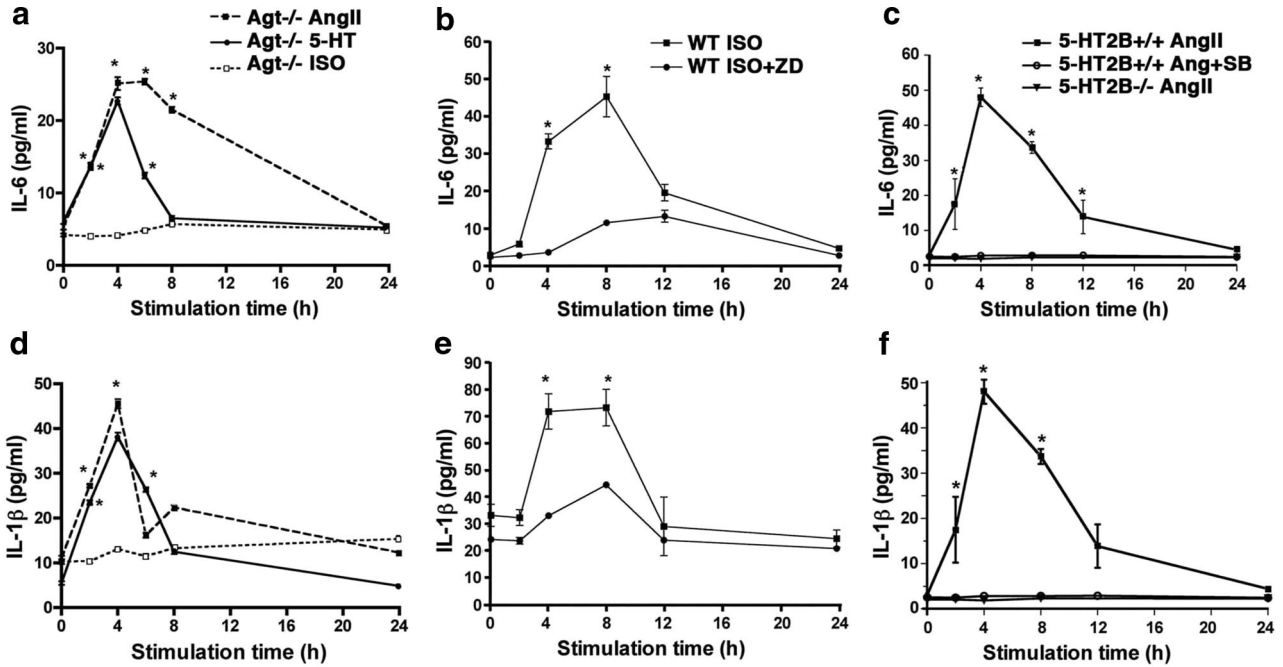 a
Agt-/- AngII
Agt-/- 5-HT
Agt-/- ISO
*
*
*
*
*
*
30
20
10
0
IL-6 (pg/ml)
0 4 8 12 16 20 24
Stimulation time (h)
b
WT ISO
WT ISO+ZD
*
*
60
50
40
30
20
10
0
IL-6 (pg/ml)
0 4 8 12 16 20 24
Stimulation time (h)
c
5-HT2B+/+ AngII
5-HT2B+/+ Ang+SB
5-HT2B-/- AngII
*
*
*
*
60
50
40
30
20
10
0
IL-6 (pg/ml)
0 4 8 12 16 20 24
Stimulation time (h)
d
*
*
*
*
50
40
30
20
10
0
IL-1β (pg/ml)
0 4 8 12 16 20 24
Stimulation time (h)
e
* *
90
80
70
60
50
40
30
20
10
0
IL-1β (pg/ml)
0 4 8 12 16 20 24
Stimulation time (h)
f
*
*
*
50
40
30
20
10
0
IL-1β (pg/ml)
0 4 8 12 16 20 24
Stimulation time (h)